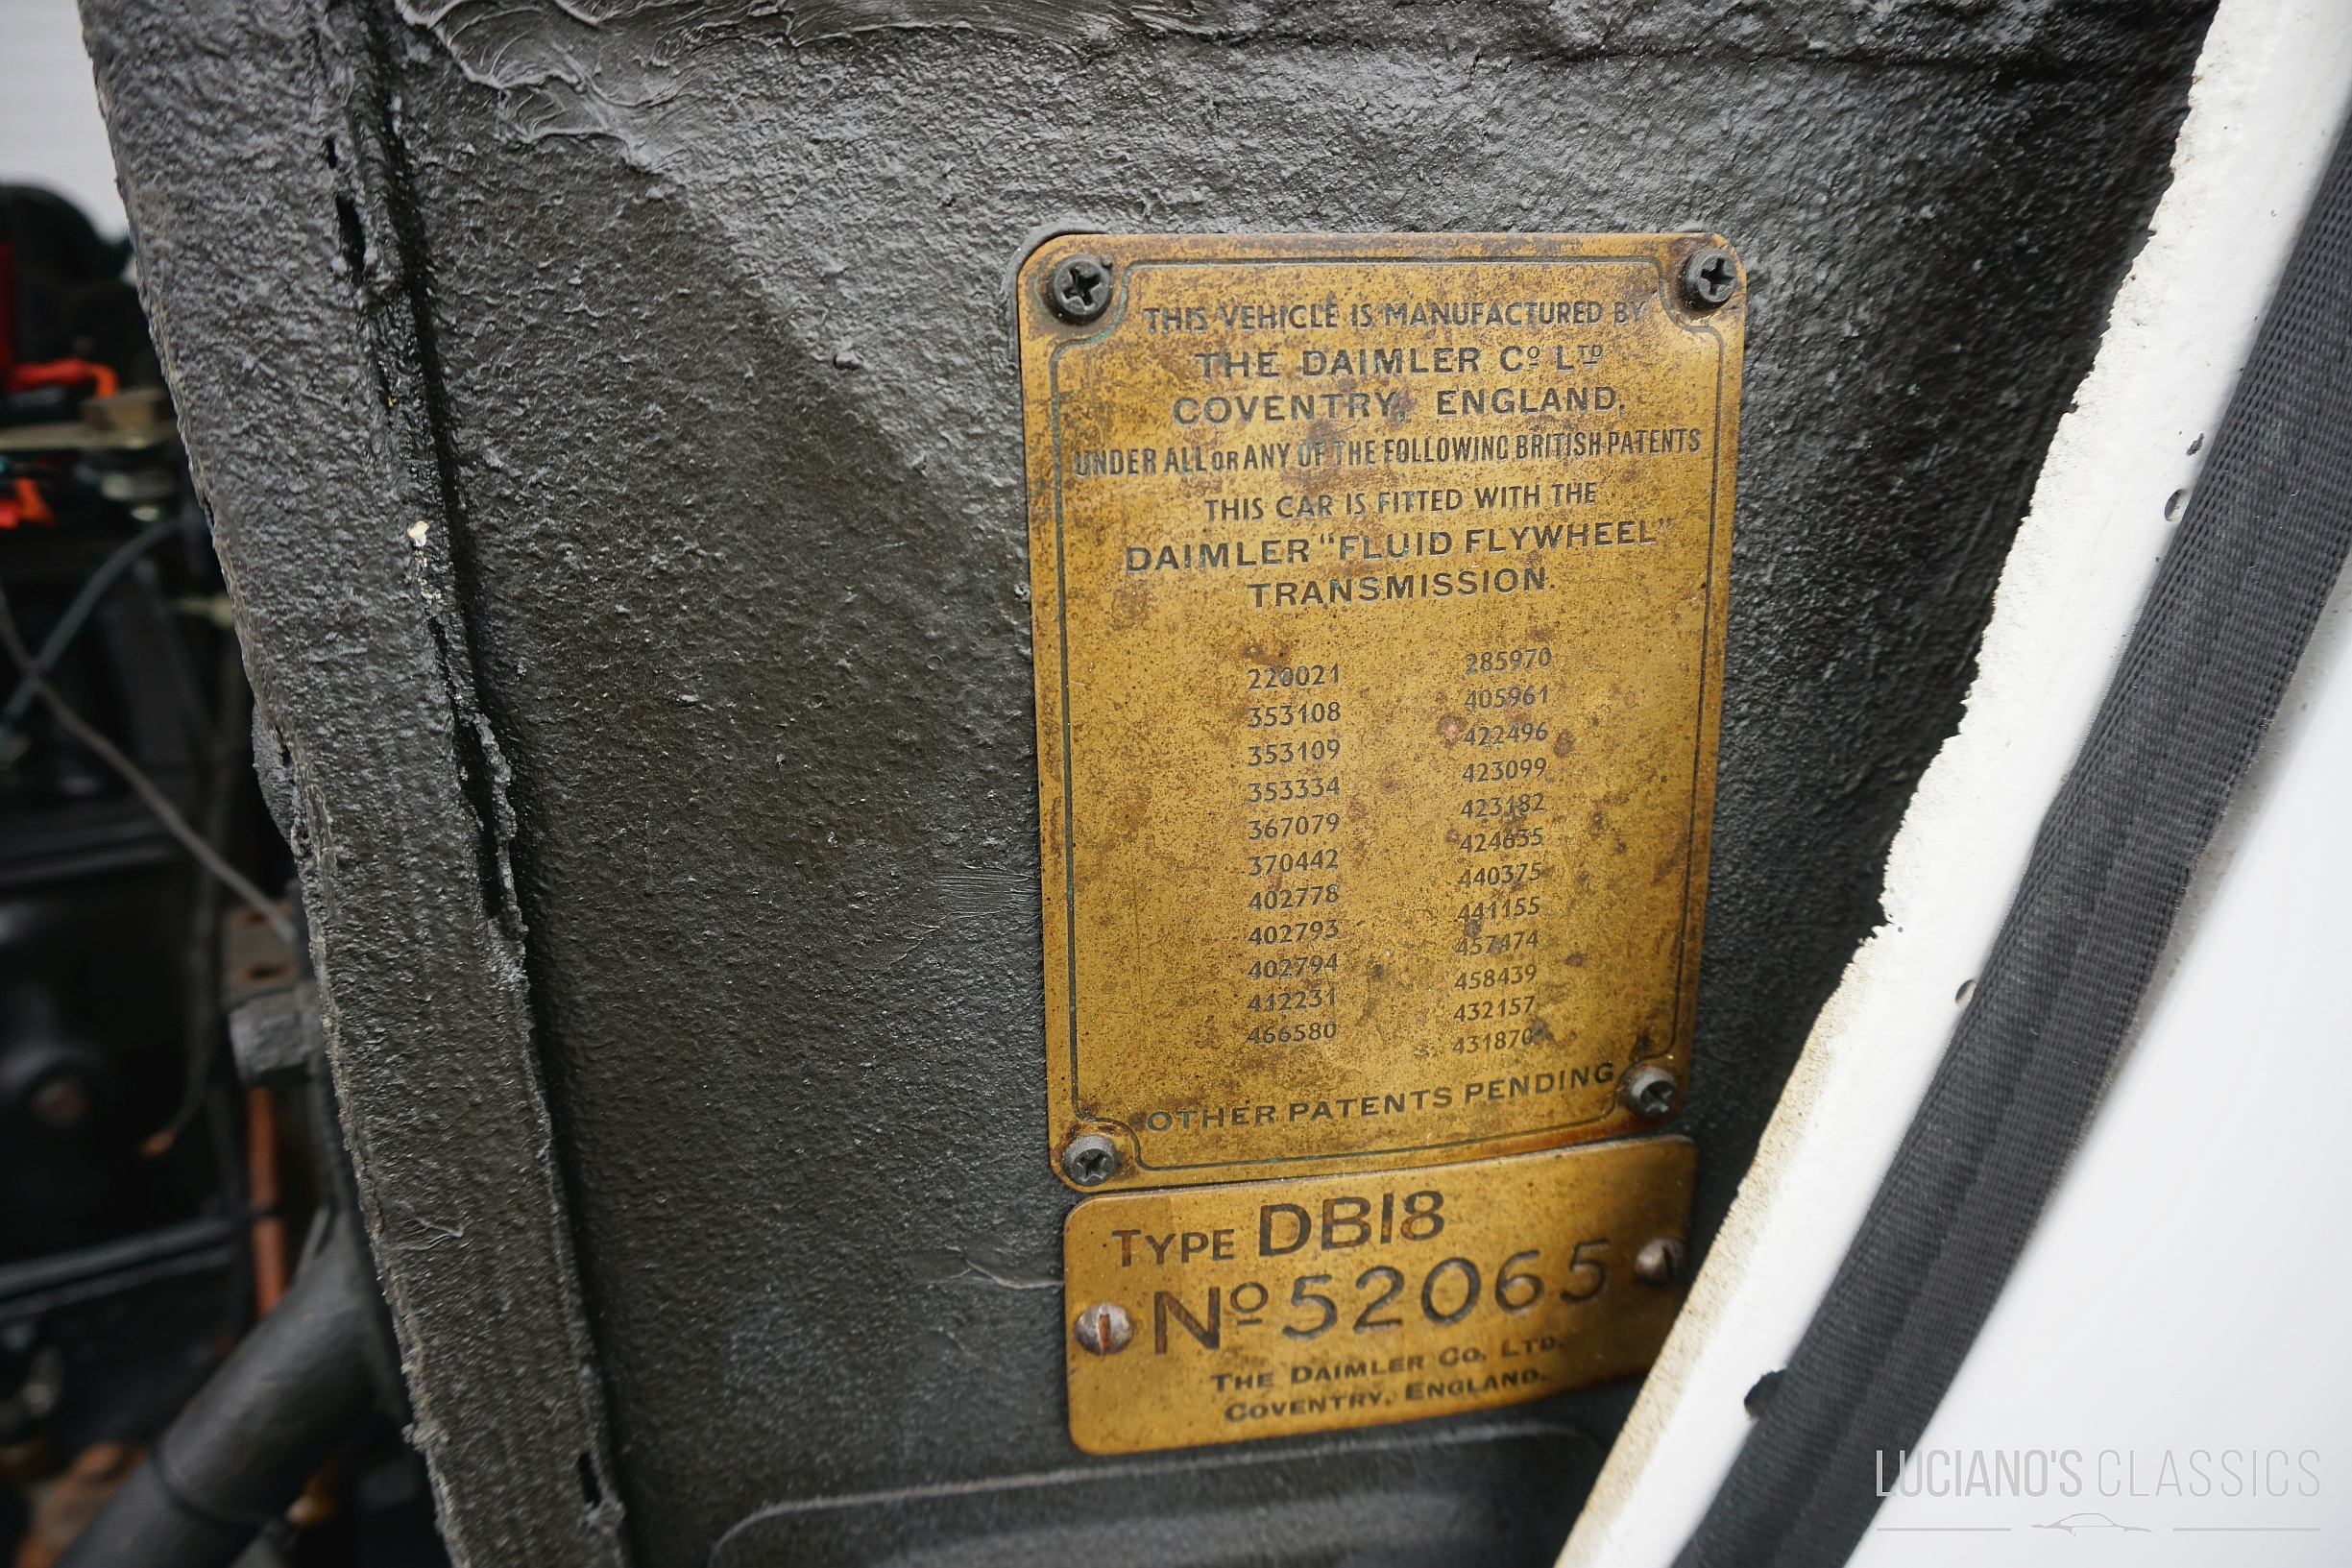 THIS VEHICLE IS MANUFACTURED BY
THE DAIMLER Cº LTD
COVENTRY, ENGLAND.
UNDER ALL OR ANY OF THE FOLLOWING BRITISH PATENTS
THIS CAR IS FITTED WITH THE
DAIMLER "FLUID FLYWHEEL"
TRANSMISSION.
220021 285970
353108 405961
353109 422496
353334 423099
367079 423182
370442 424635
402778 440375
402793 441155
402794 457474
412231 458439
466580 432157
431870
OTHER PATENTS PENDING
TYPE DB18
Nº 52065
THE DAIMLER CO. LTD.
COVENTRY, ENGLAND.
LUCIANO'S CLASSICS